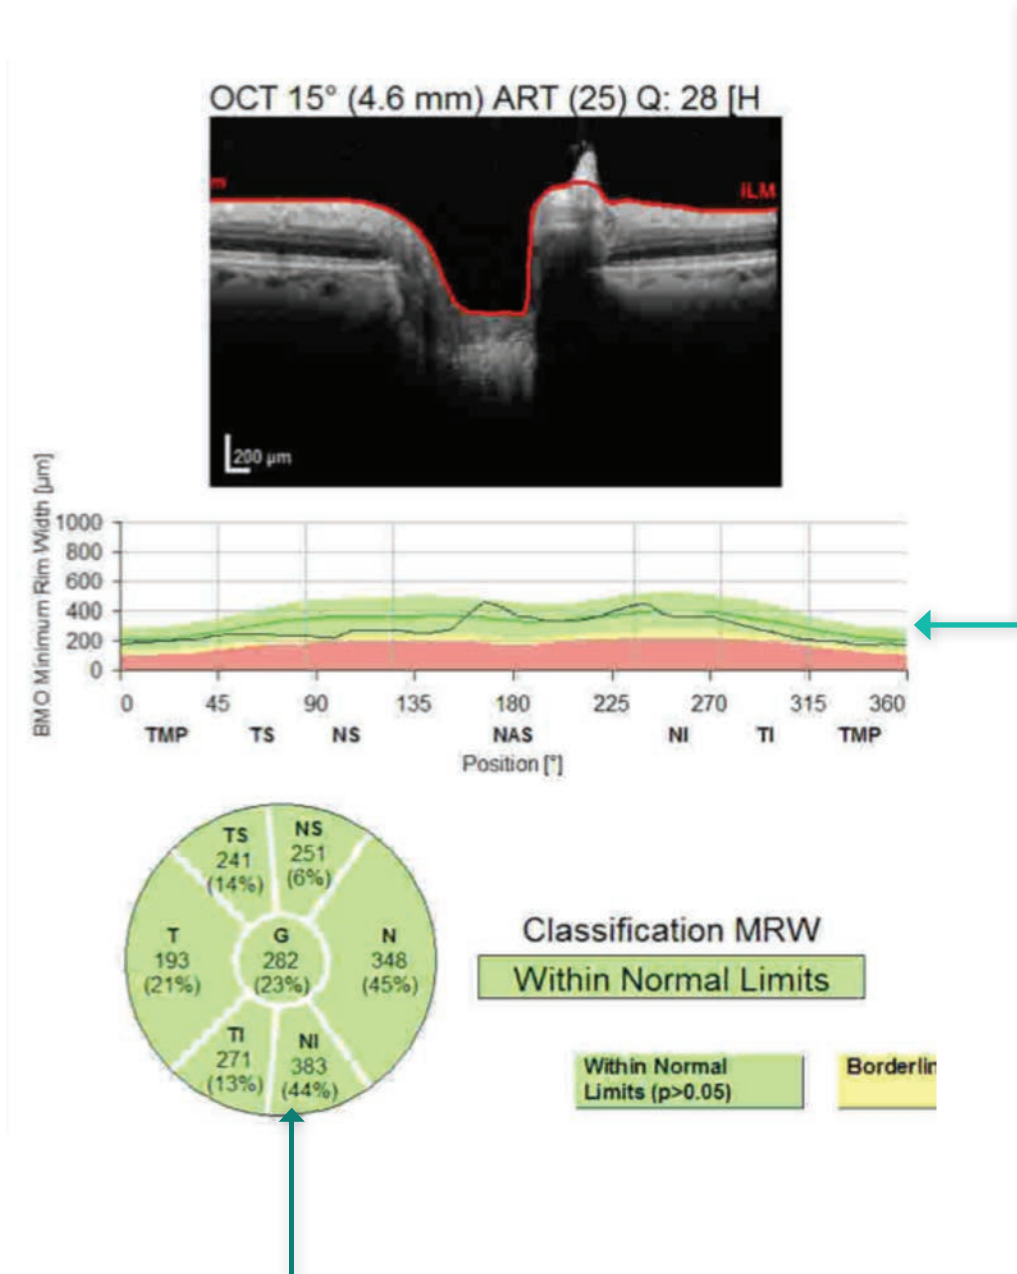 OCT 15° (4.6 mm) ART (25) Q: 28 [H
m
ILM
200 µm
BMO Minimum Rim Width [µm]
1000
800
600
400
200
0
0 45 90 135 180 225 270 315 360
TMP TS NS NAS NI TI TMP
Position [°]
TS
241
(14%)
NS
251
(6%)
T
193
(21%)
G
282
(23%)
N
348
(45%)
TI
271
(13%)
NI
383
(44%)
Classification MRW
Within Normal Limits
Within Normal
Limits (p>0.05)
Borderlin